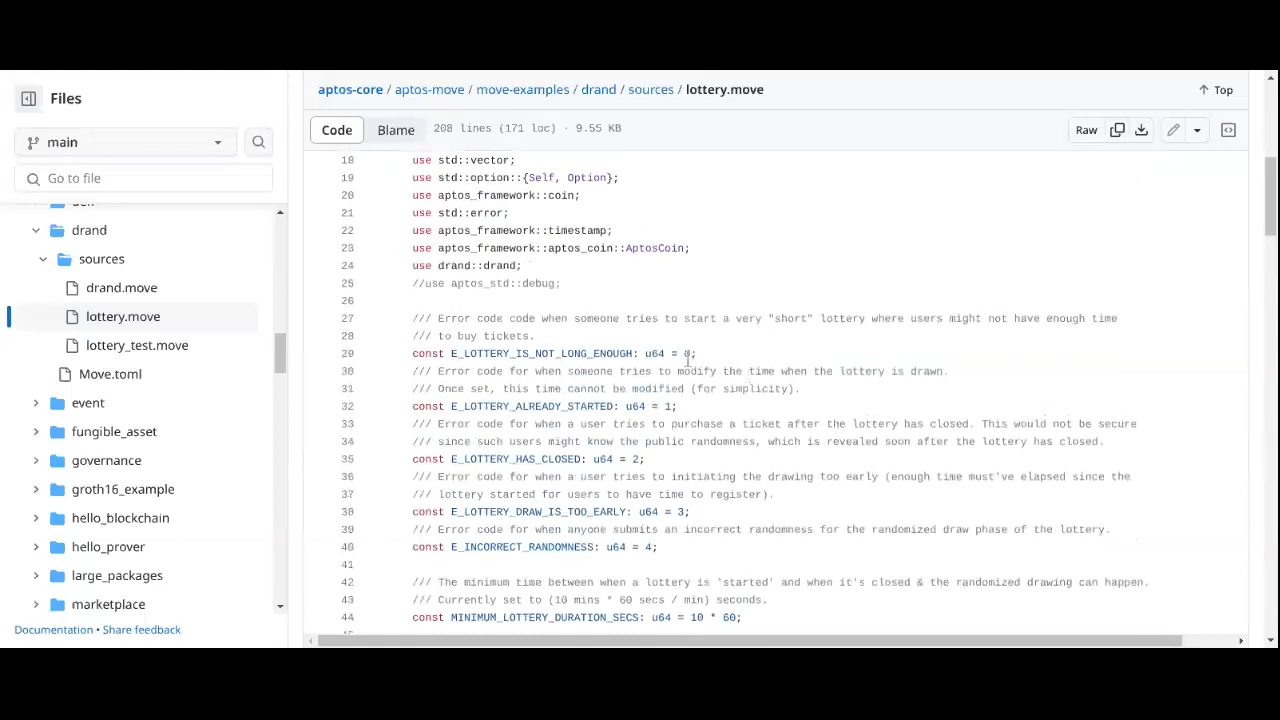 Files
main
Go to file
drand
sources
drand.move
lottery.move
lottery_test.move
Move.toml
event
fungible_asset
governance
groth16_example
hello_blockchain
hello_prover
large_packages
marketplace
Documentation • Share feedback
aptos-core / aptos-move / move-examples / drand / sources / lottery.move
Top
Code Blame 208 lines (171 loc) · 9.55 KB
Raw
18 use std::vector;
19 use std::option::{Self, Option};
20 use aptos_framework::coin;
21 use std::error;
22 use aptos_framework::timestamp;
23 use aptos_framework::aptos_coin::AptosCoin;
24 use drand::drand;
25 //use aptos_std::debug;
26
27 /// Error code code when someone tries to start a very "short" lottery where users might not have enough time
28 /// to buy tickets.
29 const E_LOTTERY_IS_NOT_LONG_ENOUGH: u64 = 0;
30 /// Error code for when someone tries to modify the time when the lottery is drawn.
31 /// Once set, this time cannot be modified (for simplicity).
32 const E_LOTTERY_ALREADY_STARTED: u64 = 1;
33 /// Error code for when a user tries to purchase a ticket after the lottery has closed. This would not be secure
34 /// since such users might know the public randomness, which is revealed soon after the lottery has closed.
35 const E_LOTTERY_HAS_CLOSED: u64 = 2;
36 /// Error code for when a user tries to initiating the drawing too early (enough time must've elapsed since the
37 /// lottery started for users to have time to register).
38 const E_LOTTERY_DRAW_IS_TOO_EARLY: u64 = 3;
39 /// Error code for when anyone submits an incorrect randomness for the randomized draw phase of the lottery.
40 const E_INCORRECT_RANDOMNESS: u64 = 4;
41
42 /// The minimum time between when a lottery is 'started' and when it's closed & the randomized drawing can happen.
43 /// Currently set to (10 mins * 60 secs / min) seconds.
44 const MINIMUM_LOTTERY_DURATION_SECS: u64 = 10 * 60;